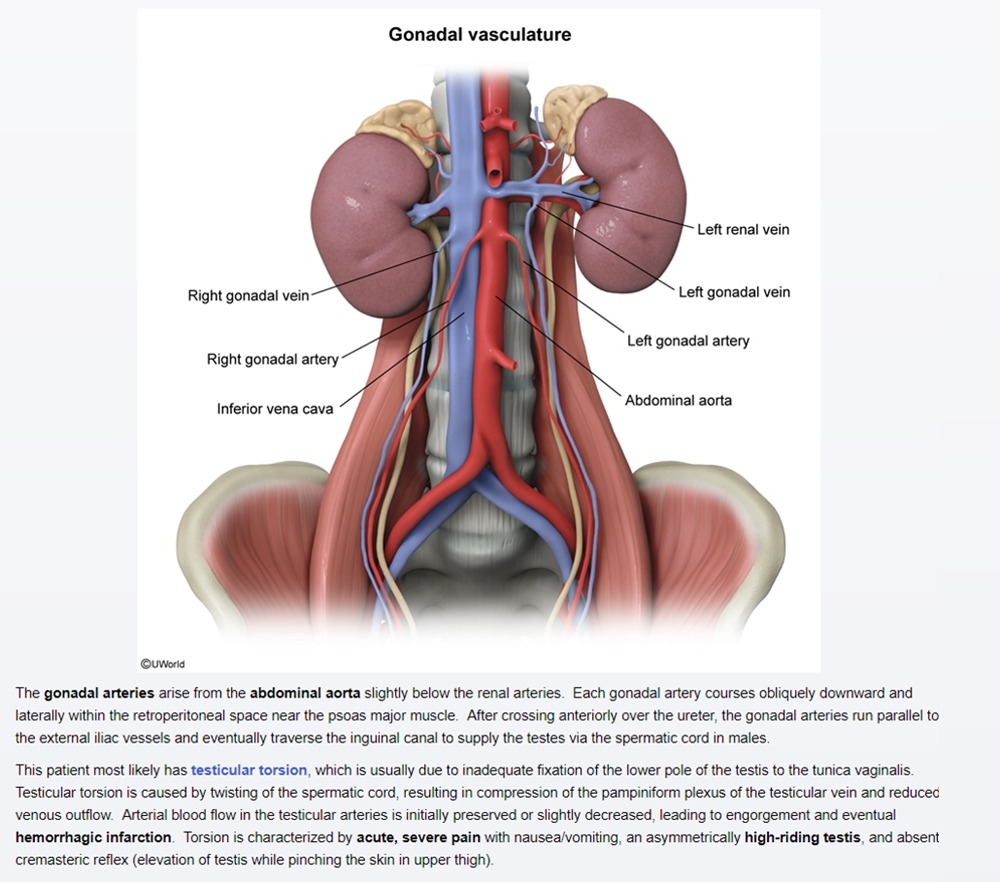 Gonadal vasculature
Left renal vein
Right gonadal vein
Left gonadal vein
Left gonadal artery
Right gonadal artery
Abdominal aorta
Inferior vena cava
©UWorld
The gonadal arteries arise from the abdominal aorta slightly below the renal arteries.  Each gonadal artery courses obliquely downward and
laterally within the retroperitoneal space near the psoas major muscle.  After crossing anteriorly over the ureter, the gonadal arteries run parallel to
the external iliac vessels and eventually traverse the inguinal canal to supply the testes via the spermatic cord in males.
This patient most likely has testicular torsion, which is usually due to inadequate fixation of the lower pole of the testis to the tunica vaginalis.
Testicular torsion is caused by twisting of the spermatic cord, resulting in compression of the pampiniform plexus of the testicular vein and reduced
venous outflow.  Arterial blood flow in the testicular arteries is initially preserved or slightly decreased, leading to engorgement and eventual
hemorrhagic infarction.  Torsion is characterized by acute, severe pain with nausea/vomiting, an asymmetrically high-riding testis, and absent
cremasteric reflex (elevation of testis while pinching the skin in upper thigh).